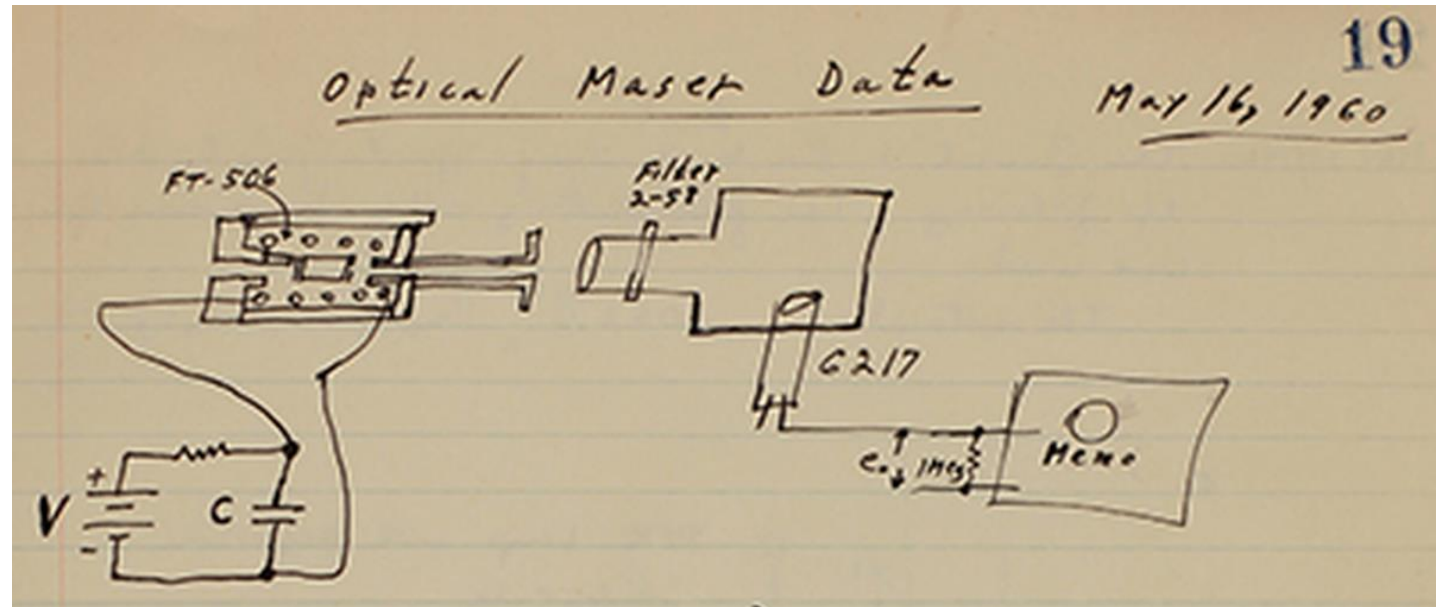 19
Optical Maser Data
May 16, 1960
FT-506
Filter
2-58
6217
+
V
C
-
e.
1Meg
Memo